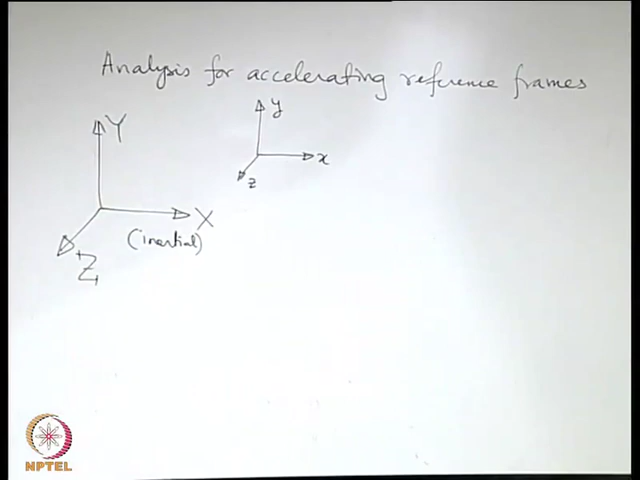 Analysis for accelerating reference frames
Y
y
x
z
X
(inertial)
Z
NPTEL